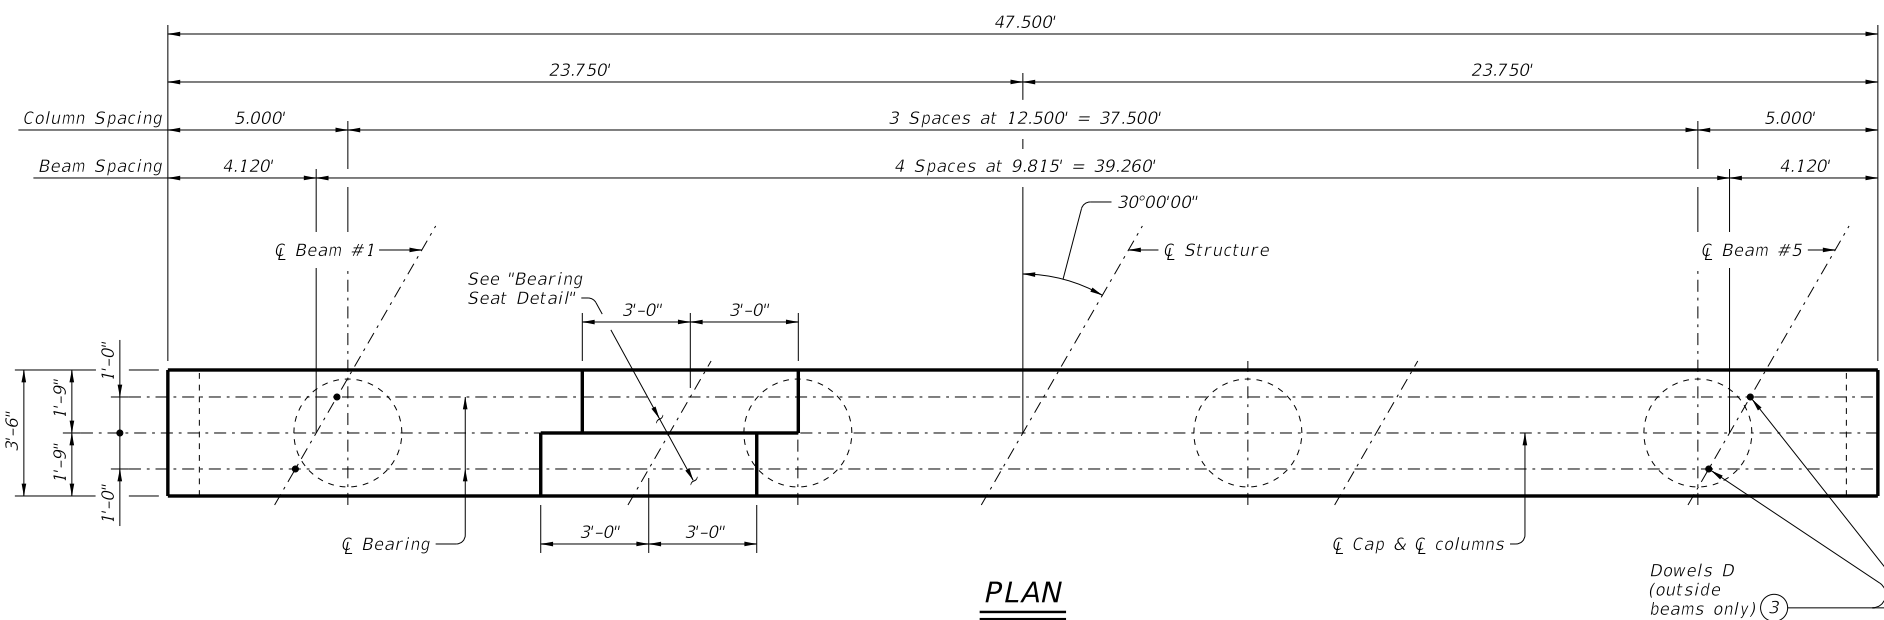 47.500'
23.750'
23.750'
Column Spacing
5.000'
3 Spaces at 12.500' = 37.500'
5.000'
Beam Spacing
4.120'
4 Spaces at 9.815' = 39.260'
4.120'
30°00'00"
℄ Beam #1
℄ Structure
℄ Beam #5
See "Bearing
Seat Detail"
3'-0"
3'-0"
1'-0"
1'-9"
3'-6"
1'-9"
1'-0"
3'-0"
3'-0"
℄ Bearing
℄ Cap & ℄ columns
Dowels D
(outside
beams only) 3
PLAN